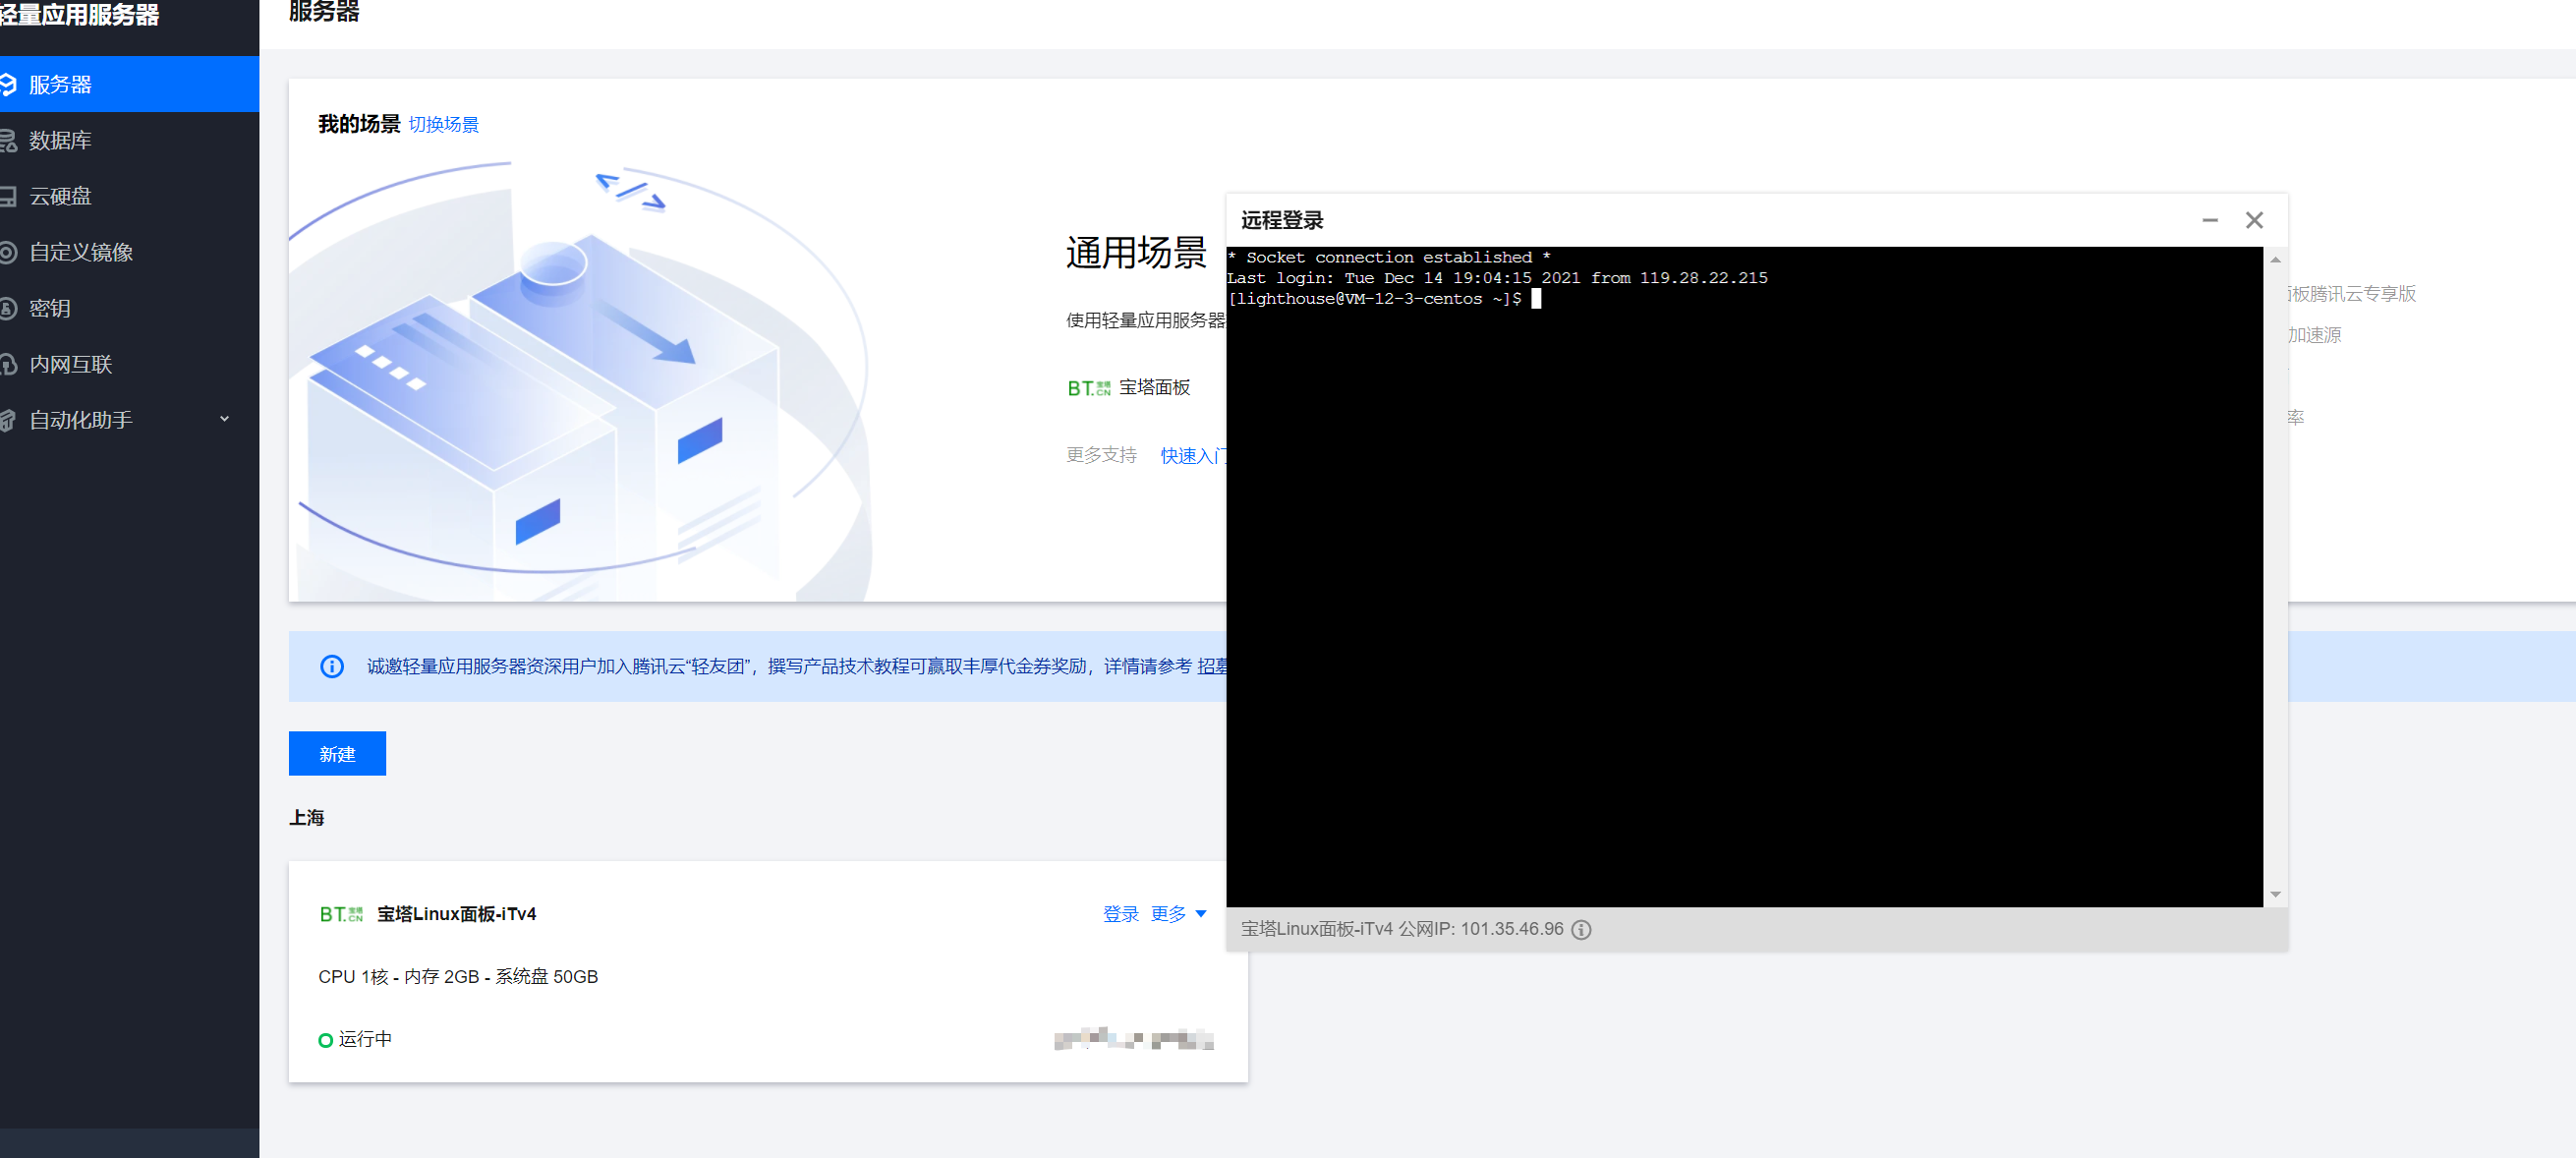 轻量应用服务器
服务器
数据库
云硬盘
自定义镜像
密钥
内网互联
自动化助手
服务器
我的场景 切换场景
通用场景
使用轻量应用服务器
BT.CN 宝塔 宝塔面板
更多支持 快速入门
面板腾讯云专享版
加速源
率
远程登录
* Socket connection established *
Last login: Tue Dec 14 19:04:15 2021 from 119.28.22.215
[lighthouse@VM-12-3-centos ~]$
宝塔Linux面板-iTv4 公网IP: 101.35.46.96
诚邀轻量应用服务器资深用户加入腾讯云“轻友团”，撰写产品技术教程可赢取丰厚代金券奖励，详情请参考 招募
新建
上海
BT.CN 宝塔 宝塔Linux面板-iTv4 登录 更多
CPU 1核 - 内存 2GB - 系统盘 50GB
运行中